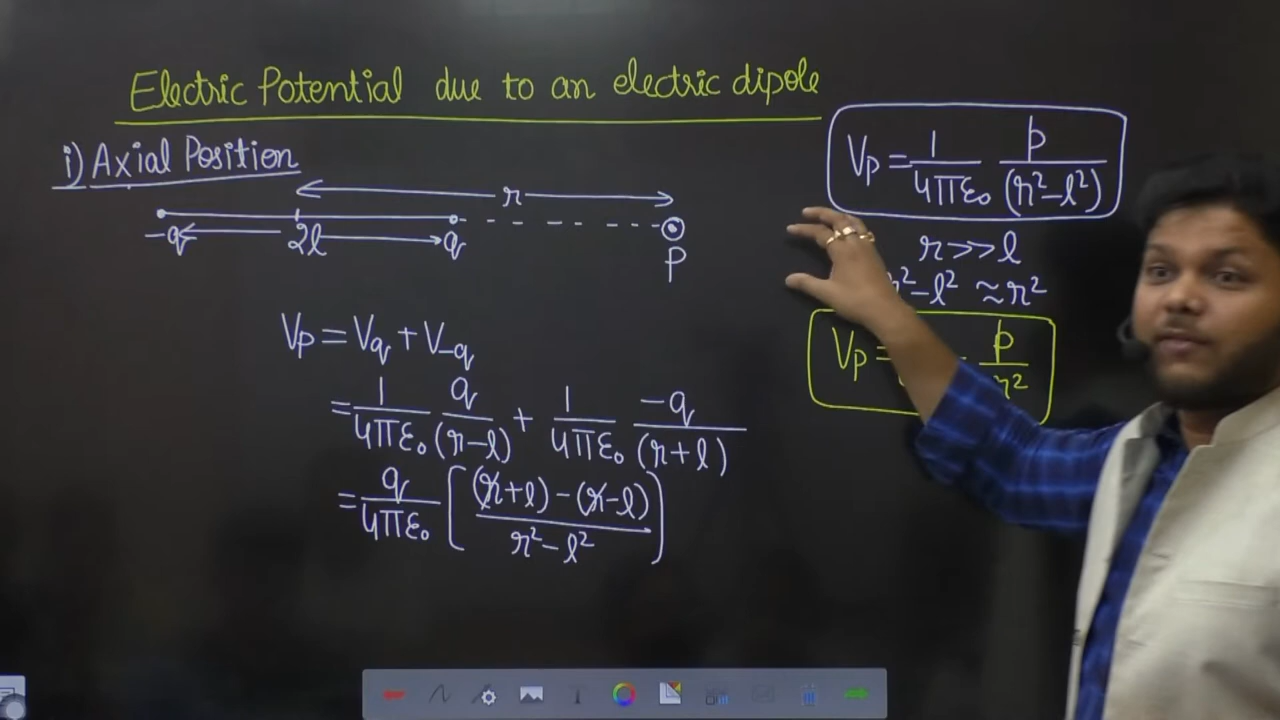 Electric Potential due to an electric dipole
i) Axial Position
r
-q 2l q
P
Vp = Vq + V-q
= 1/4πε₀ q/(r-l) + 1/4πε₀ -q/(r+l)
= q/4πε₀ [(r+l) - (r-l)/r²-l²]
Vp = 1/4πε₀ p/(r²-l²)
r>>l
r²-l² ≈ r²
Vp = p/r²